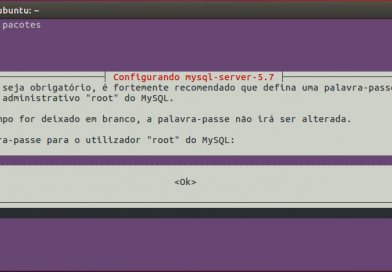 ubuntu: ~
pacotes
Configurando mysql-server-5.7
seja obrigatório, é fortemente recomendado que defina uma palavra-passe
administrativo "root" do MySQL.
mpo for deixado em branco, a palavra-passe não irá ser alterada.
ra-passe para o utilizador "root" do MySQL:
<Ok>